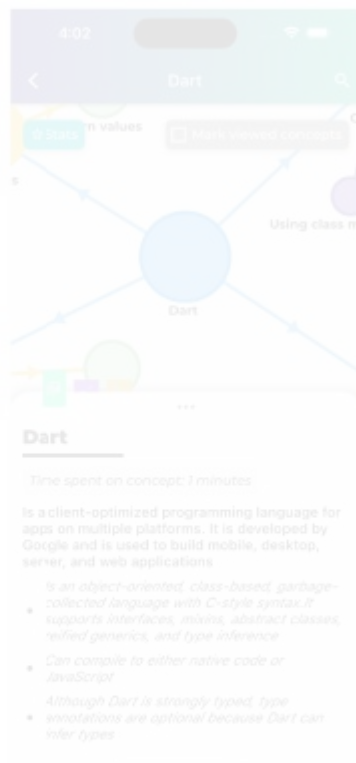 4:02
Dart
n values
Stats
Mark viewed concepts
s
Using class m
Dart
Dart
Time spent on concept: 1 minutes
Is a client-optimized programming language for
apps on multiple platforms. It is developed by
Google and is used to build mobile, desktop,
server, and web applications
Is an object-oriented, class-based, garbage-
collected language with C-style syntax.It
supports interfaces, mixins, abstract classes,
reified generics, and type inference
Can compile to either native code or
JavaScript
Although Dart is strongly typed, type
annotations are optional because Dart can
infer types